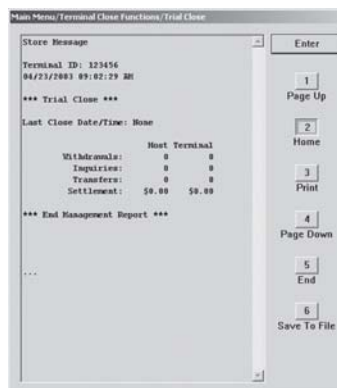 Main Menu/Terminal Close Functions/Trial Close
Store Message
Terminal ID: 123456
04/23/2003 09:02:29 AM
*** Trial Close ***
Last Close Date/Time: None
Host Terminal
Withdrawals: 0 0
Inquiries: 0 0
Transfers: 0 0
Settlement: $0.00 $0.00
*** End Management Report ***
...
Enter
1
Page Up
2
Home
3
Print
4
Page Down
5
End
6
Save To File